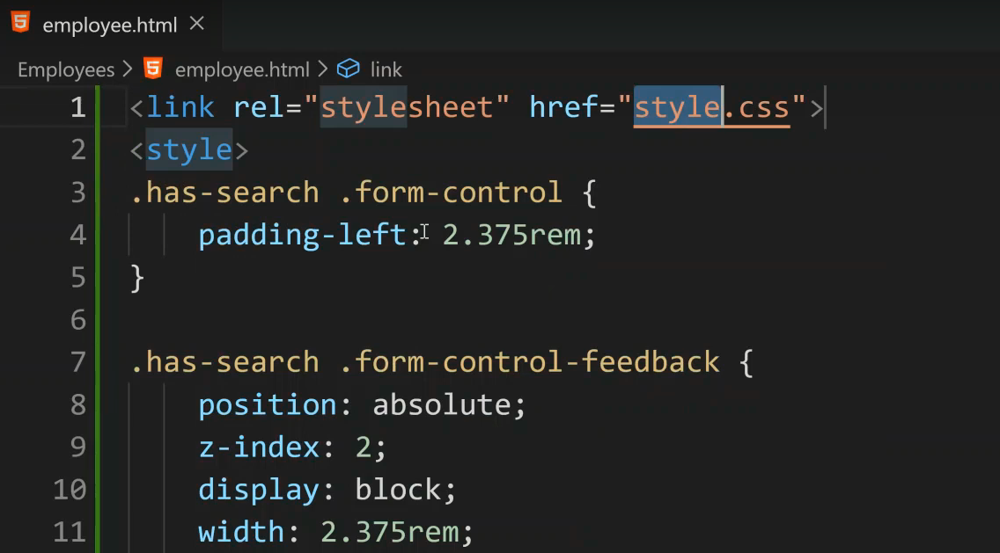 employee.html
Employees > employee.html > link
1 <link rel="stylesheet" href="style.css">
2 <style>
3 .has-search .form-control {
4 padding-left: 2.375rem;
5 }
6
7 .has-search .form-control-feedback {
8 position: absolute;
9 z-index: 2;
10 display: block;
11 width: 2.375rem;